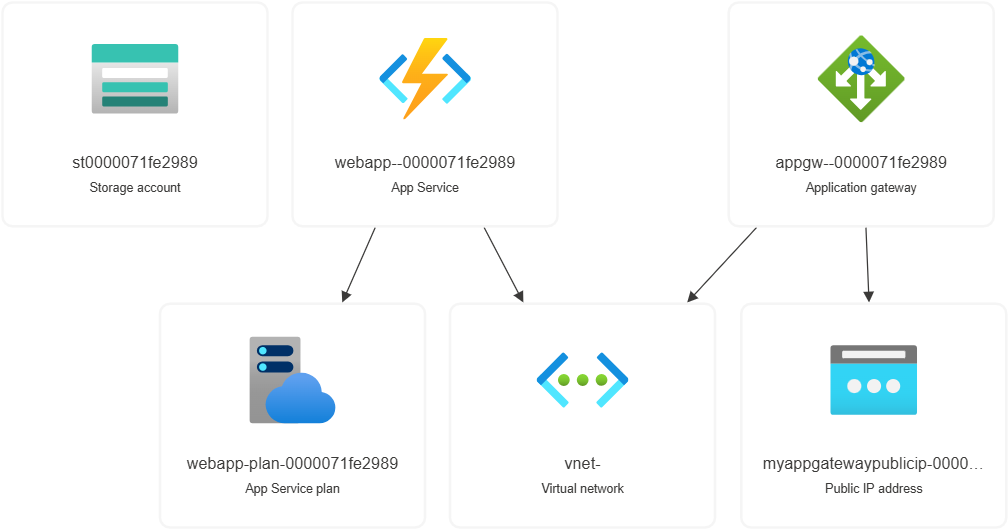 st0000071fe2989
Storage account
webapp--0000071fe2989
App Service
appgw--0000071fe2989
Application gateway
webapp-plan-0000071fe2989
App Service plan
vnet-
Virtual network
myappgatewaypublicip-0000…
Public IP address